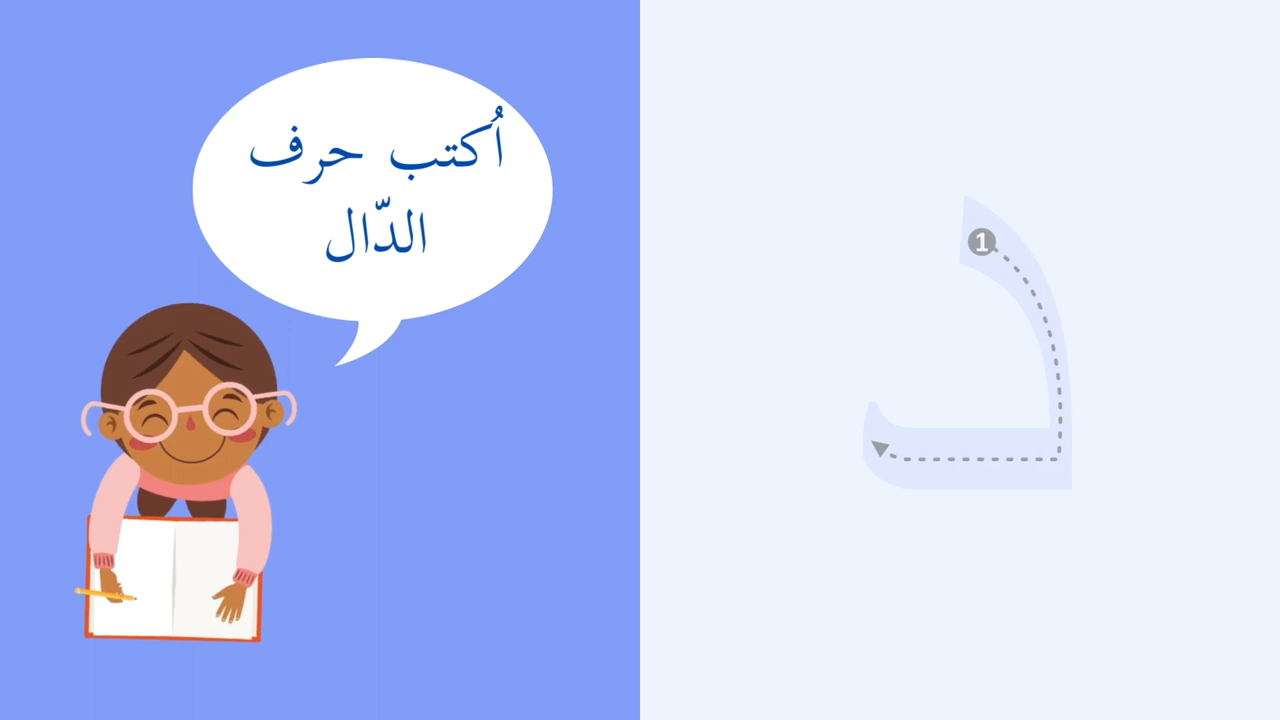 أُكتب حرف
الدّال
1
د